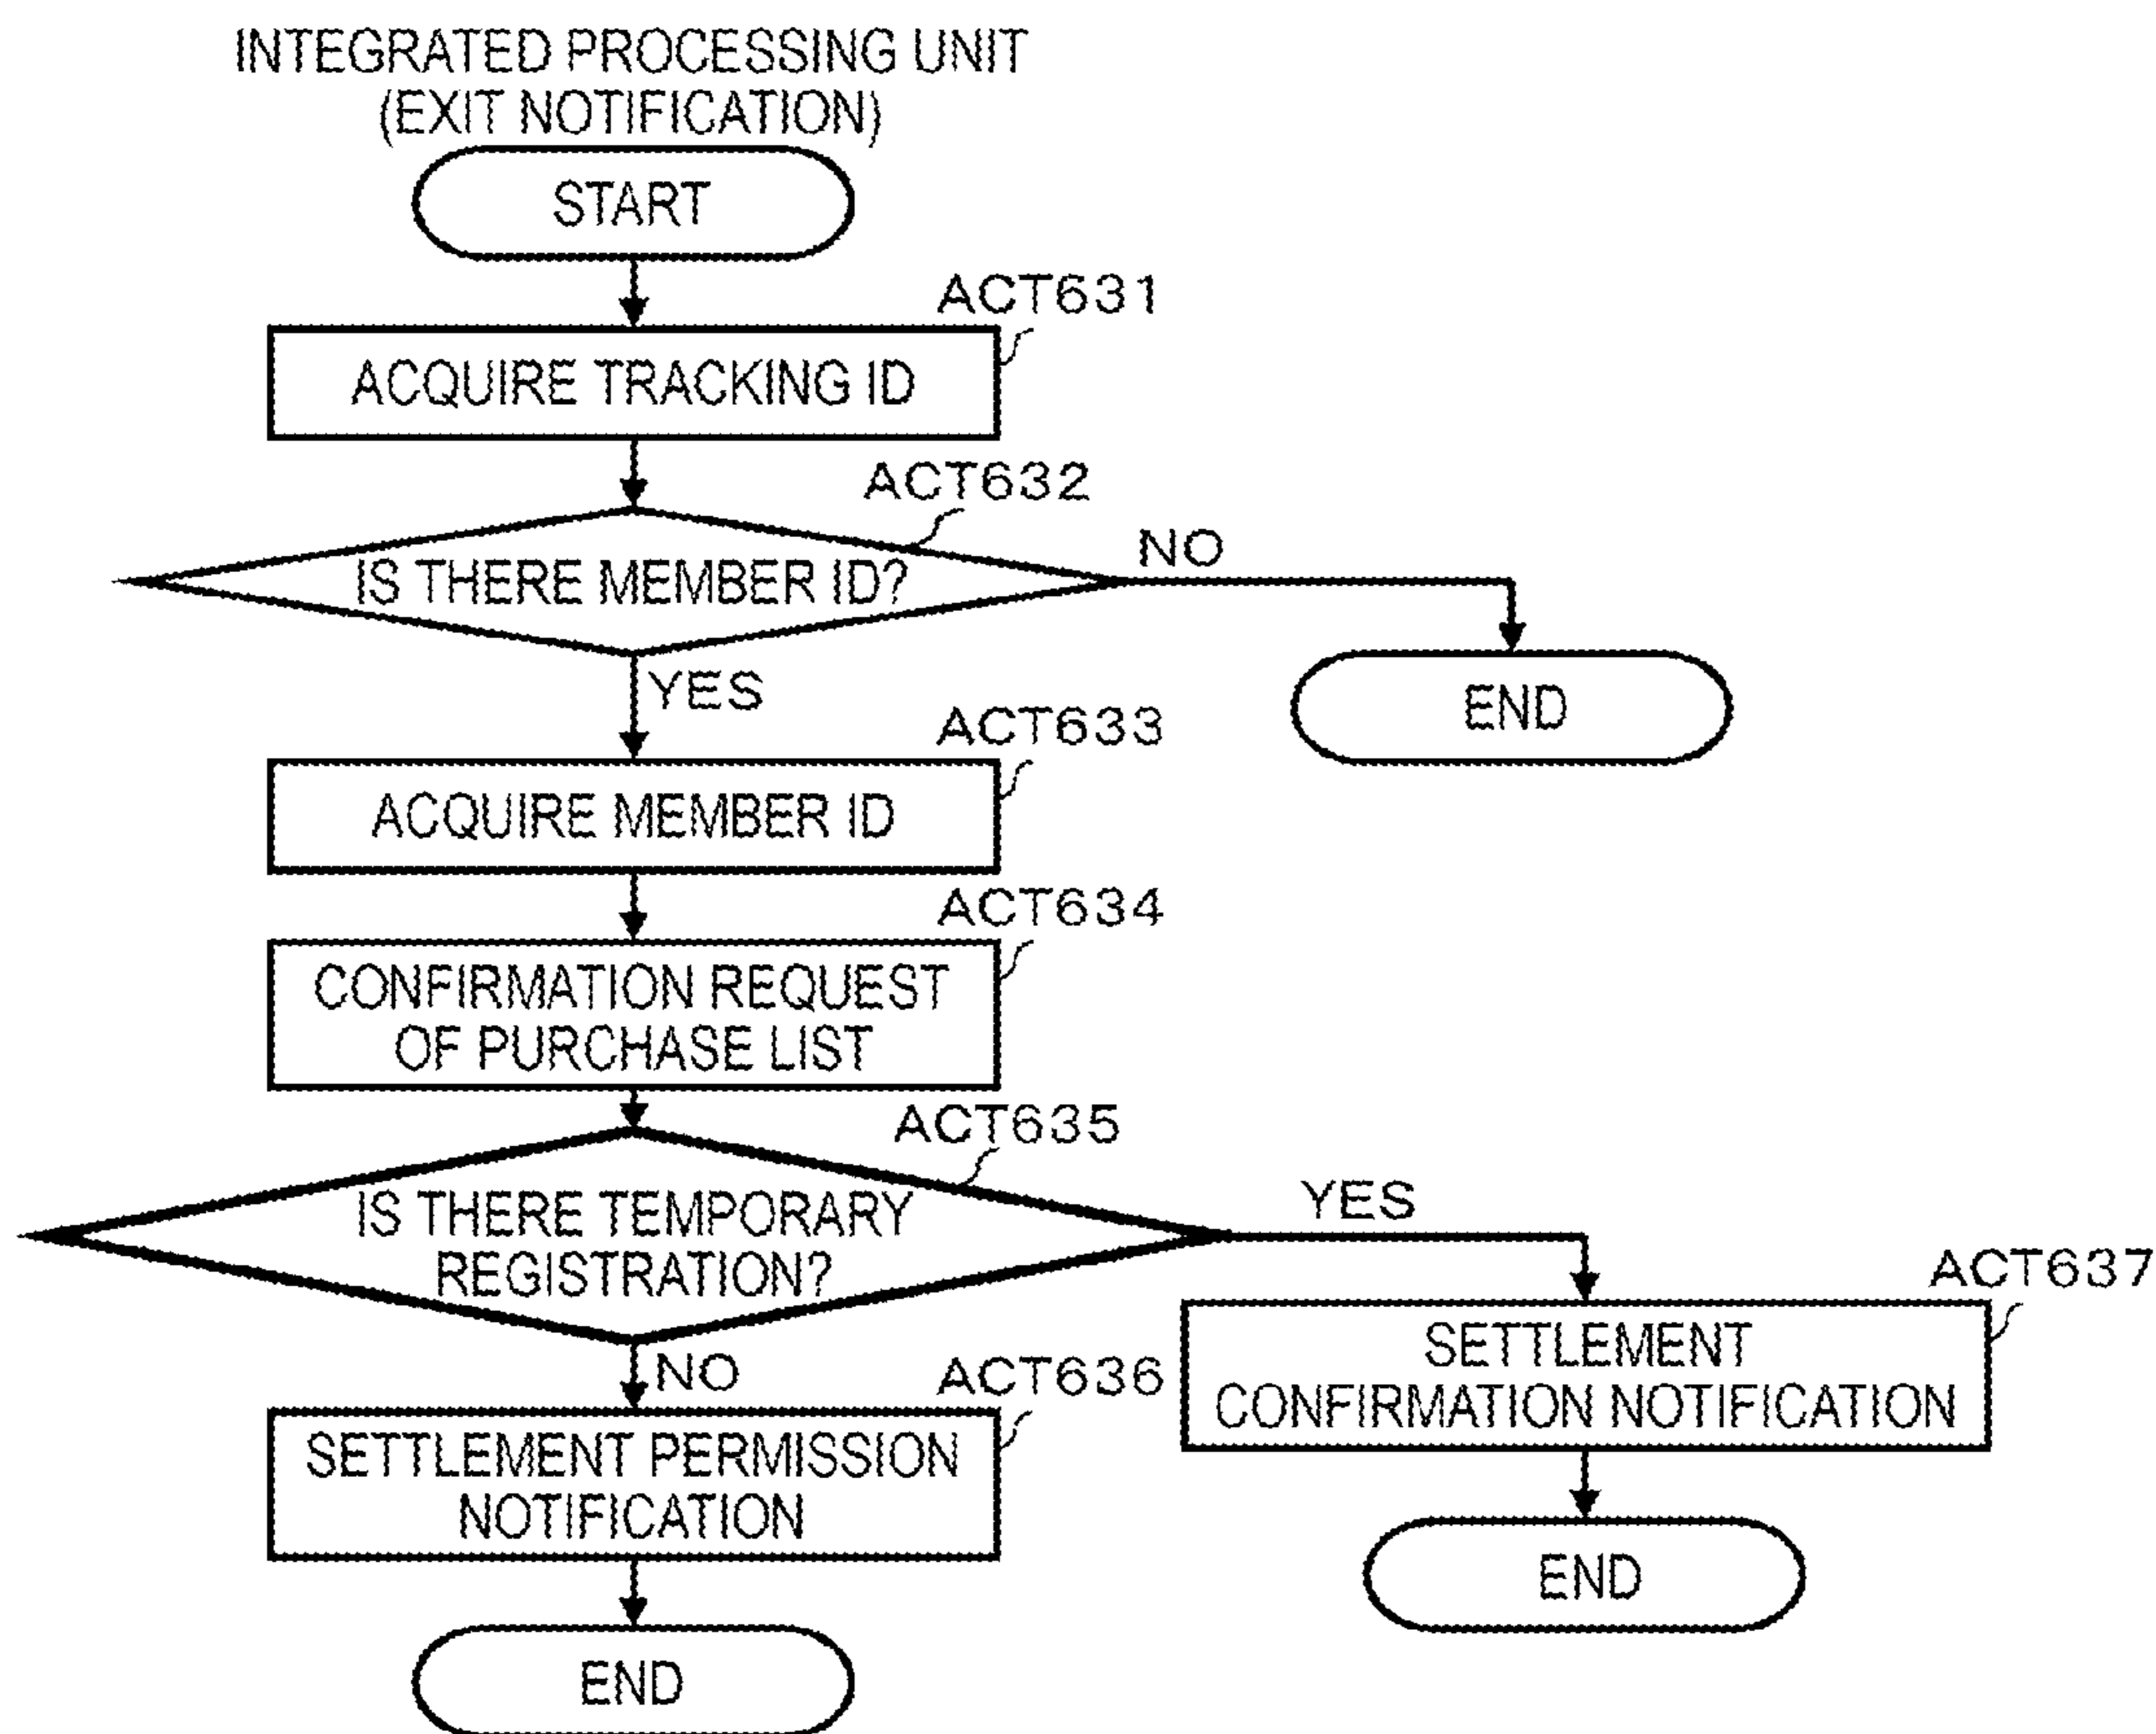 INTEGRATED PROCESSING UNIT
(EXIT NOTIFICATION)
START
ACT631
ACQUIRE TRACKING ID
ACT632
IS THERE MEMBER ID?
NO
END
YES
ACT633
ACQUIRE MEMBER ID
ACT634
CONFIRMATION REQUEST
OF PURCHASE LIST
ACT635
IS THERE TEMPORARY
REGISTRATION?
YES
ACT637
SETTLEMENT
CONFIRMATION NOTIFICATION
END
NO
ACT636
SETTLEMENT PERMISSION
NOTIFICATION
END